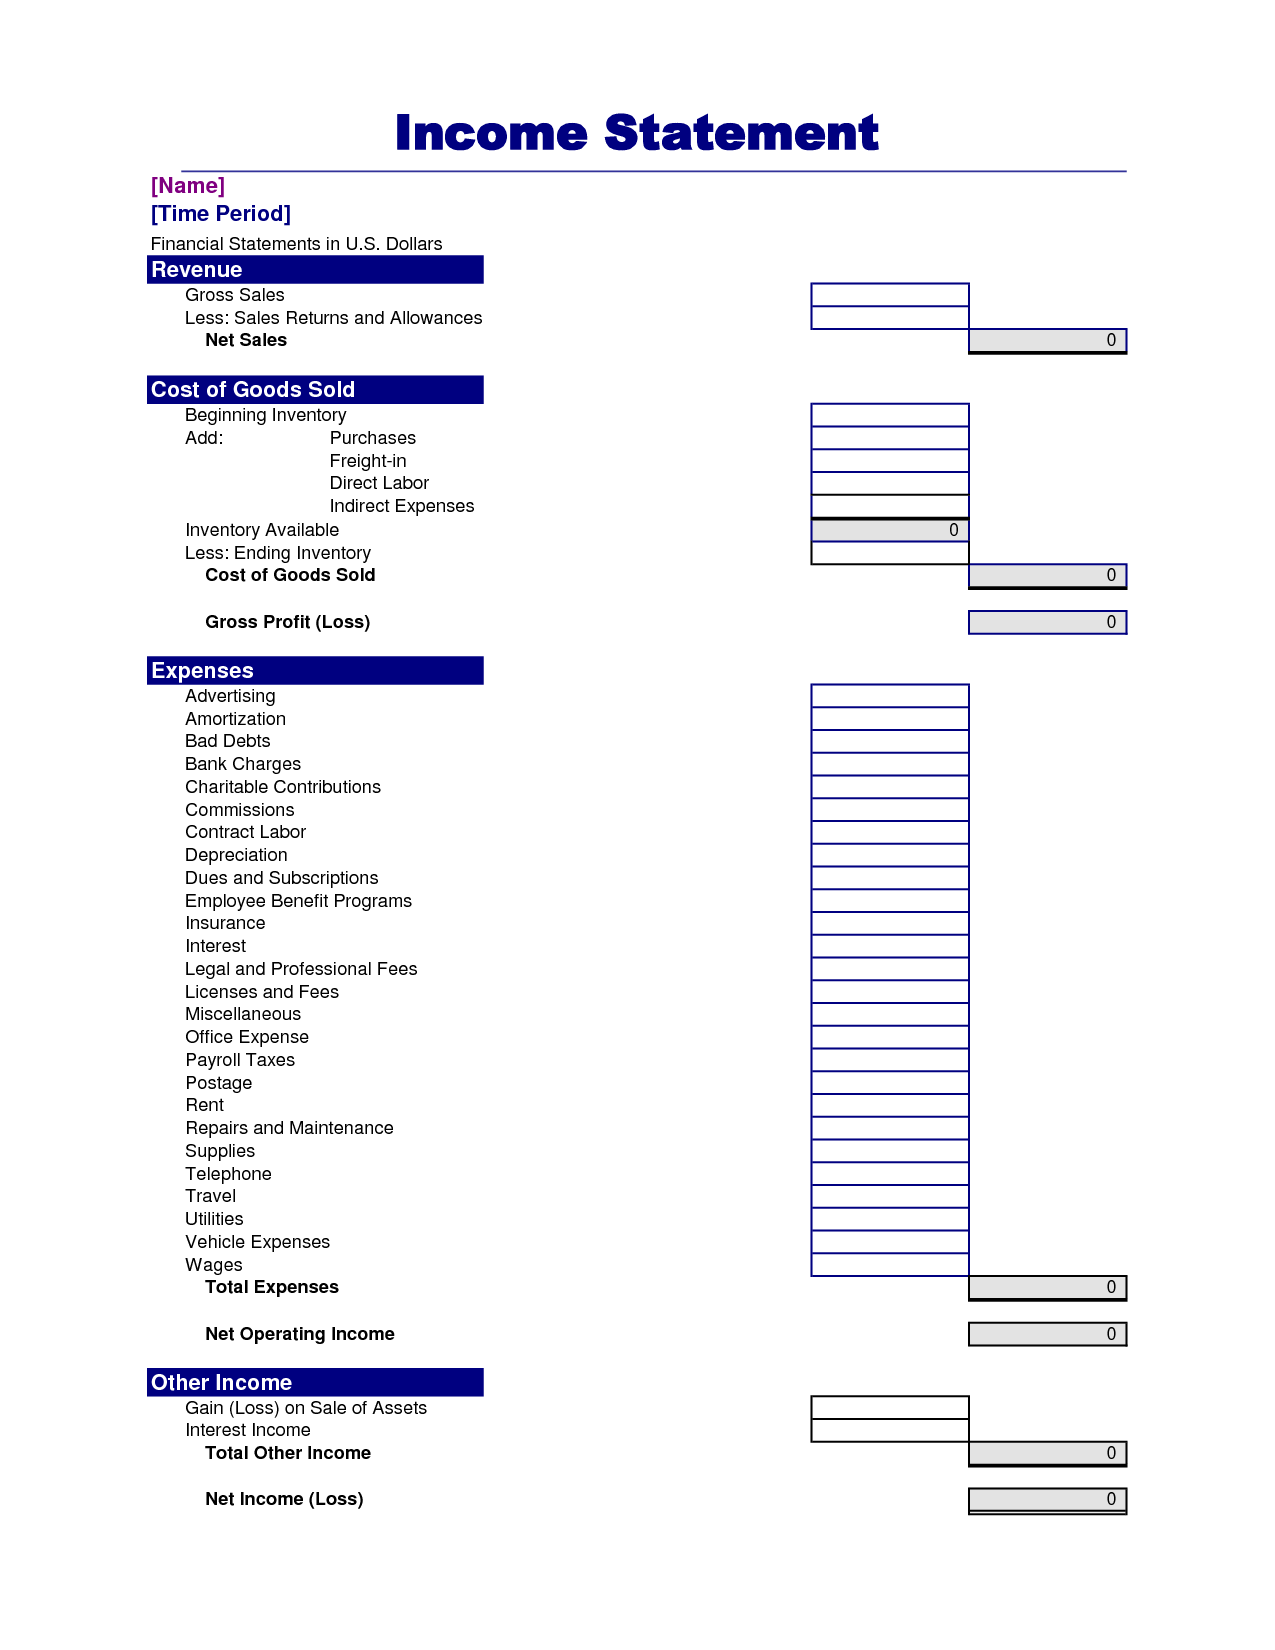 Income Statement
[Name]
[Time Period]
Financial Statements in U.S. Dollars
Revenue
Gross Sales
Less: Sales Returns and Allowances
Net Sales 0
Cost of Goods Sold
Beginning Inventory
Add: Purchases
Freight-in
Direct Labor
Indirect Expenses
Inventory Available 0
Less: Ending Inventory
Cost of Goods Sold 0
Gross Profit (Loss) 0
Expenses
Advertising
Amortization
Bad Debts
Bank Charges
Charitable Contributions
Commissions
Contract Labor
Depreciation
Dues and Subscriptions
Employee Benefit Programs
Insurance
Interest
Legal and Professional Fees
Licenses and Fees
Miscellaneous
Office Expense
Payroll Taxes
Postage
Rent
Repairs and Maintenance
Supplies
Telephone
Travel
Utilities
Vehicle Expenses
Wages
Total Expenses 0
Net Operating Income 0
Other Income
Gain (Loss) on Sale of Assets
Interest Income
Total Other Income 0
Net Income (Loss) 0